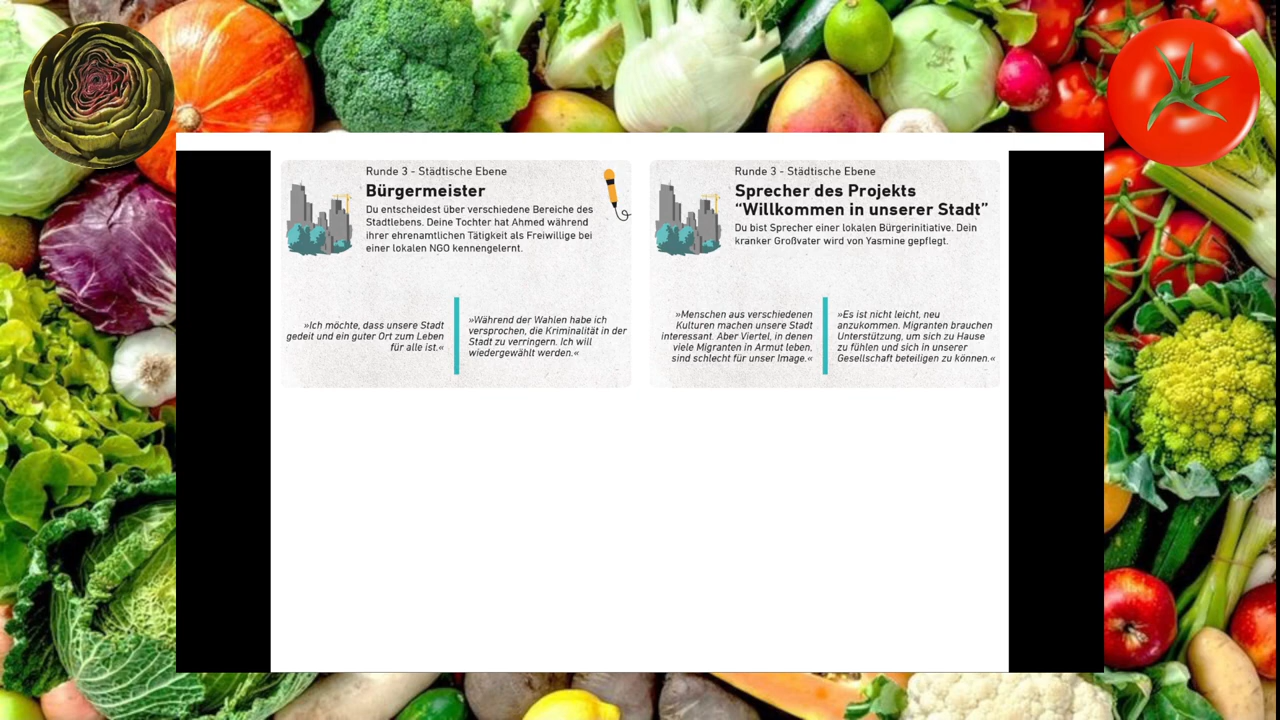 Runde 3 - Städtische Ebene
Bürgermeister
Du entscheidest über verschiedene Bereiche des
Stadtlebens. Deine Tochter hat Ahmed während
ihrer ehrenamtlichen Tätigkeit als Freiwillige bei
einer lokalen NGO kennengelernt.
»Ich möchte, dass unsere Stadt
gedeit und ein guter Ort zum Leben
für alle ist.«
»Während der Wahlen habe ich
versprochen, die Kriminalität in der
Stadt zu verringern. Ich will
wiedergewählt werden.«
Runde 3 - Städtische Ebene
Sprecher des Projekts
“Willkommen in unserer Stadt”
Du bist Sprecher einer lokalen Bürgerinitiative. Dein
kranker Großvater wird von Yasmine gepflegt.
»Menschen aus verschiedenen
Kulturen machen unsere Stadt
interessant. Aber Viertel, in denen
viele Migranten in Armut leben,
sind schlecht für unser Image.«
»Es ist nicht leicht, neu
anzukommen. Migranten brauchen
Unterstützung, um sich zu Hause
zu fühlen und sich in unserer
Gesellschaft beteiligen zu können.«